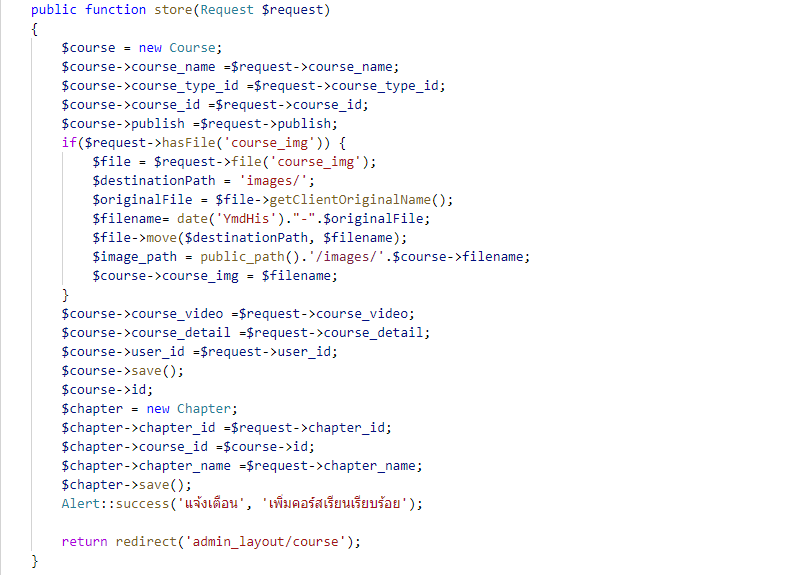 public function store(Request $request)
{
$course = new Course;
$course->course_name =$request->course_name;
$course->course_type_id =$request->course_type_id;
$course->course_id =$request->course_id;
$course->publish =$request->publish;
if($request->hasFile('course_img')) {
$file = $request->file('course_img');
$destinationPath = 'images/';
$originalFile = $file->getClientOriginalName();
$filename= date('YmdHis')."-".$originalFile;
$file->move($destinationPath, $filename);
$image_path = public_path().'/images/'.$course->filename;
$course->course_img = $filename;
}
$course->course_video =$request->course_video;
$course->course_detail =$request->course_detail;
$course->user_id =$request->user_id;
$course->save();
$course->id;
$chapter = new Chapter;
$chapter->chapter_id =$request->chapter_id;
$chapter->course_id =$course->id;
$chapter->chapter_name =$request->chapter_name;
$chapter->save();
Alert::success('แจ้งเตือน', 'เพิ่มคอร์สเรียนเรียบร้อย');
return redirect('admin_layout/course');
}